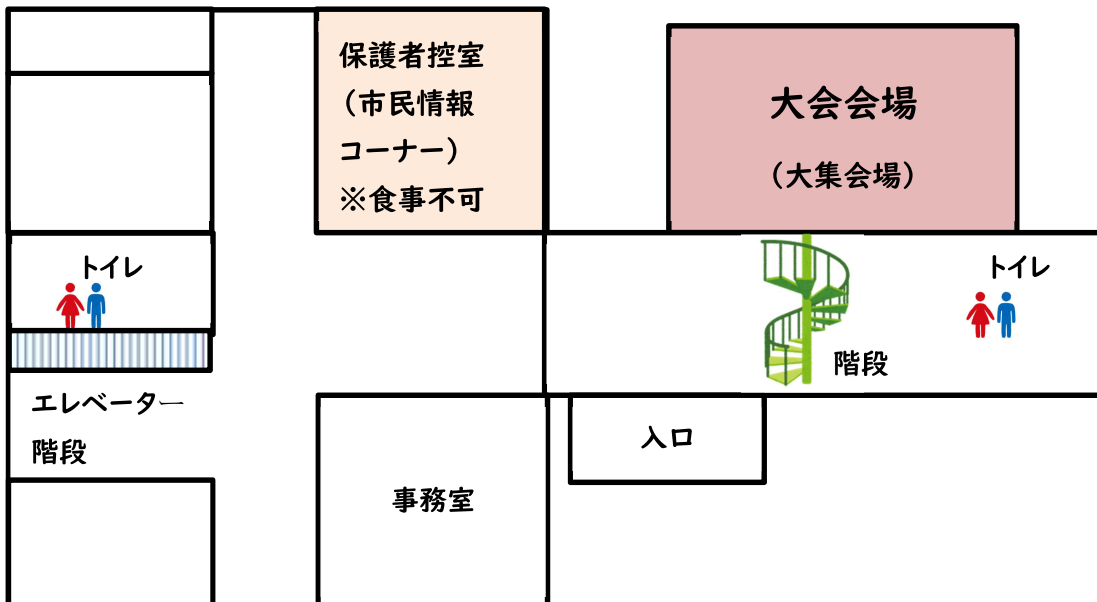 保護者控室
（市民情報
コーナー）
※食事不可
大会会場
（大集会場）
トイレ
トイレ
階段
エレベーター
階段
入口
事務室